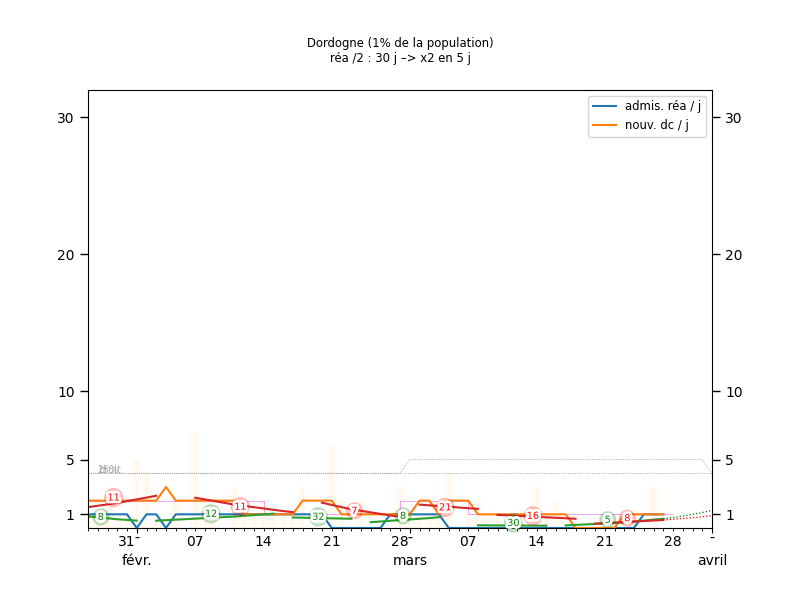 Dordogne (1% de la population)
réa /2 : 30 j –> x2 en 5 j
admis. réa / j
nouv. dc / j
30 30
20 20
10 10
5 5
1 1
11 11 7 21 16 8
8 12 32 8 30 5
31 07 14 21 28 07 14 21 28
févr. mars avril